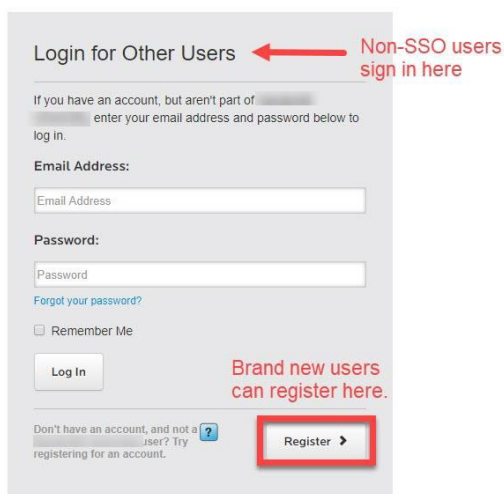 Login for Other Users
Non-SSO users
sign in here
If you have an account, but aren't part of
enter your email address and password below to
log in.
Email Address:
Email Address
Password:
Password
Forgot your password?
Remember Me
Log In
Brand new users
can register here.
Don't have an account, and not a ?
user? Try
registering for an account.
Register